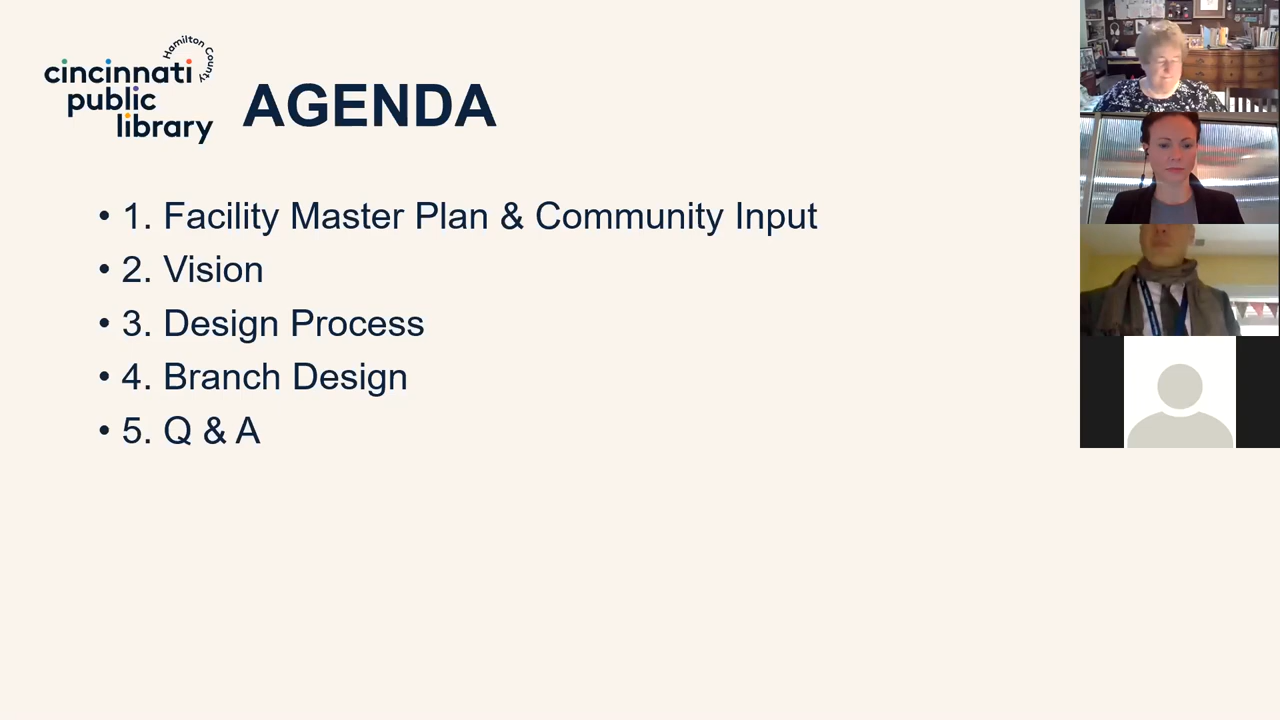 Hamilton County
cincinnati
public
library
AGENDA
• 1. Facility Master Plan & Community Input
• 2. Vision
• 3. Design Process
• 4. Branch Design
• 5. Q & A